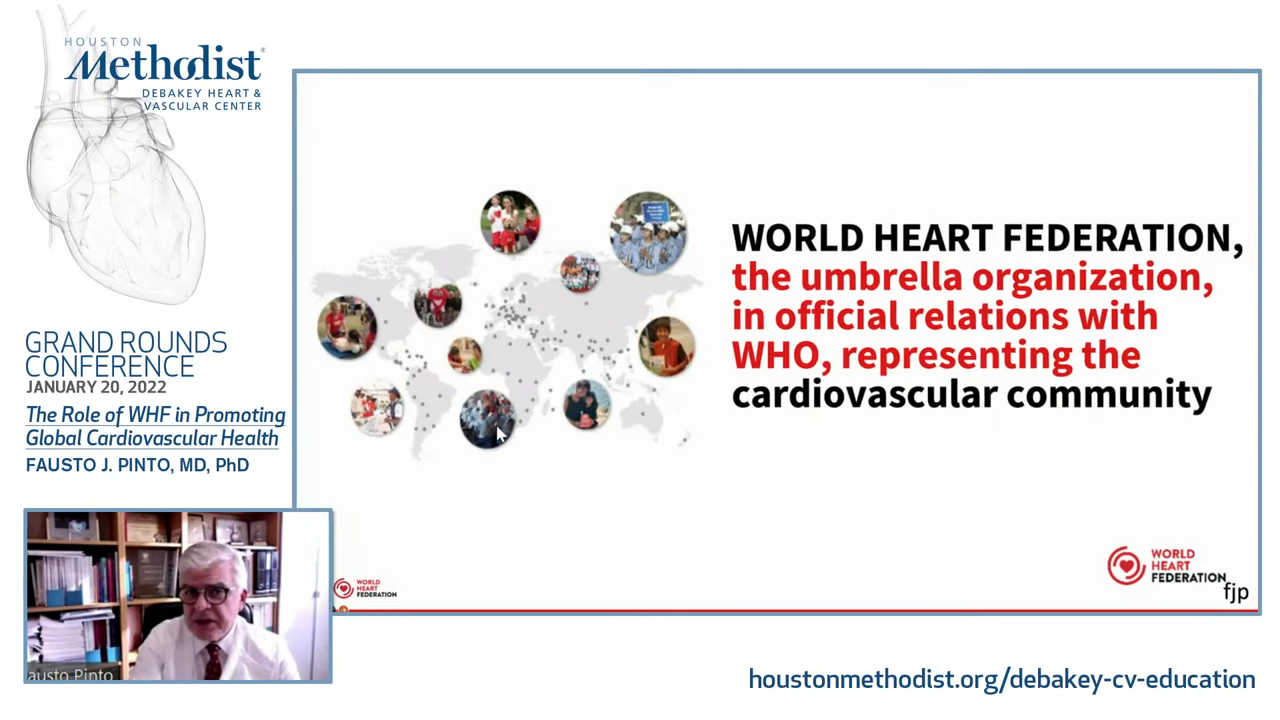 HOUSTON
Methodist®
DEBAKEY HEART &
VASCULAR CENTER
GRAND ROUNDS
CONFERENCE
JANUARY 20, 2022
The Role of WHF in Promoting
Global Cardiovascular Health
FAUSTO J. PINTO, MD, PhD
WORLD HEART FEDERATION,
the umbrella organization,
in official relations with
WHO, representing the
cardiovascular community
WORLD
HEART
FEDERATION
WORLD
HEART
FEDERATION
fjp
austo Pinto
houstonmethodist.org/debakey-cv-education